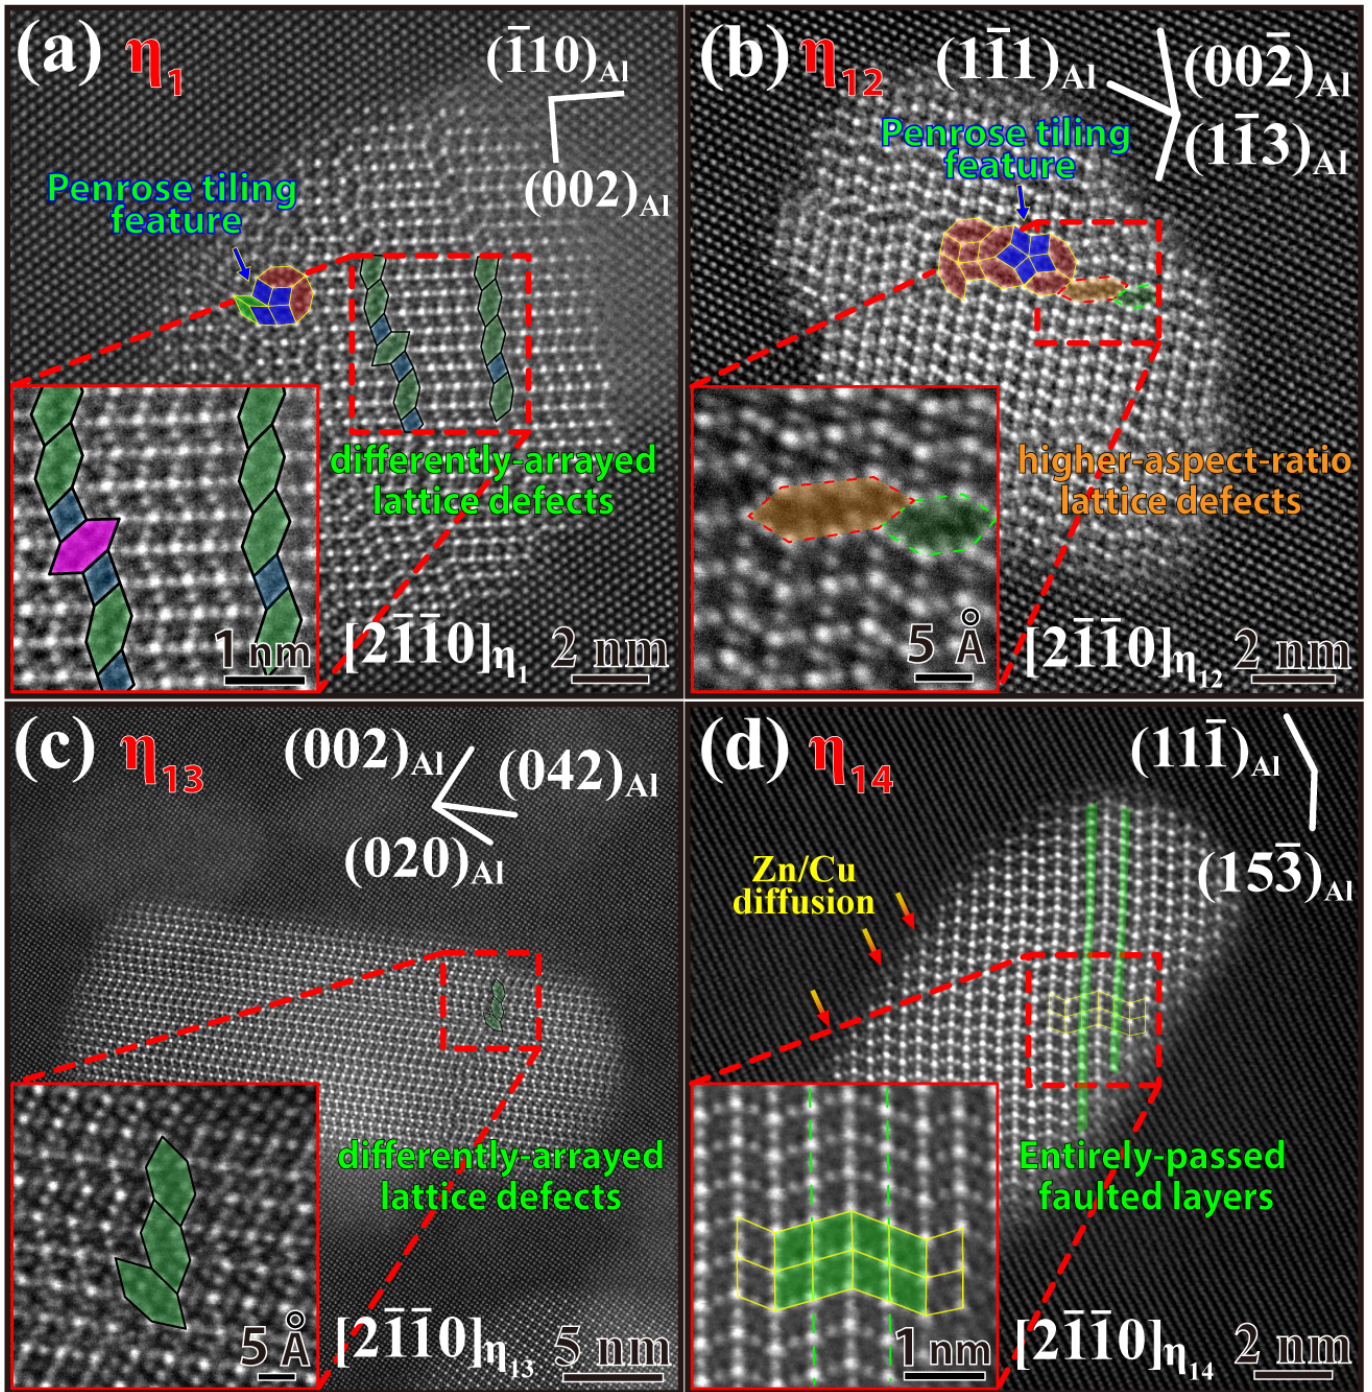 (a) η₁
(1̅10)Al
(002)Al
Penrose tiling
feature
differently-arrayed
lattice defects
1 nm
[21̅1̅0]η₁
2 nm
(b) η₁₂
(11̅1)Al
(002̅)Al
(11̅3)Al
Penrose tiling
feature
higher-aspect-ratio
lattice defects
5 Å
[21̅1̅0]η₁₂
2 nm
(c) η₁₃
(002)Al
(042)Al
(020)Al
differently-arrayed
lattice defects
5 Å
[21̅1̅0]η₁₃
5 nm
(d) η₁₄
(111̅)Al
(153̅)Al
Zn/Cu
diffusion
Entirely-passed
faulted layers
1 nm
[21̅1̅0]η₁₄
2 nm